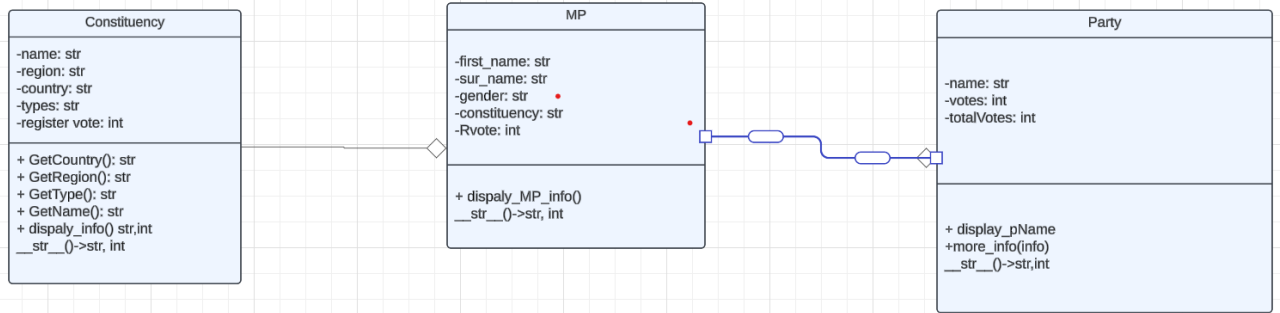 Constituency
-name: str
-region: str
-country: str
-types: str
-register vote: int
+ GetCountry(): str
+ GetRegion(): str
+ GetType(): str
+ GetName(): str
+ dispaly_info() str,int
__str__()->str, int
MP
-first_name: str
-sur_name: str
-gender: str
-constituency: str
-Rvote: int
+ dispaly_MP_info()
__str__()->str, int
Party
-name: str
-votes: int
-totalVotes: int
+ display_pName
+more_info(info)
__str__()->str,int